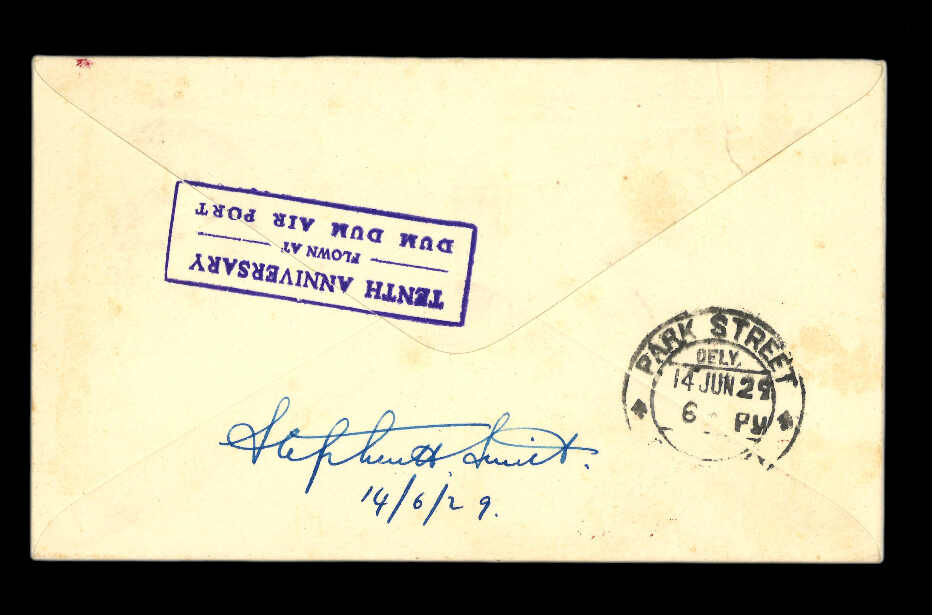 TENTH ANNIVERSARY
FLOWN AT
DUM DUM AIR PORT
PARK STREET
DELY.
14 JUN 29
6 PM
Stephen H. Smith.
14/6/29.